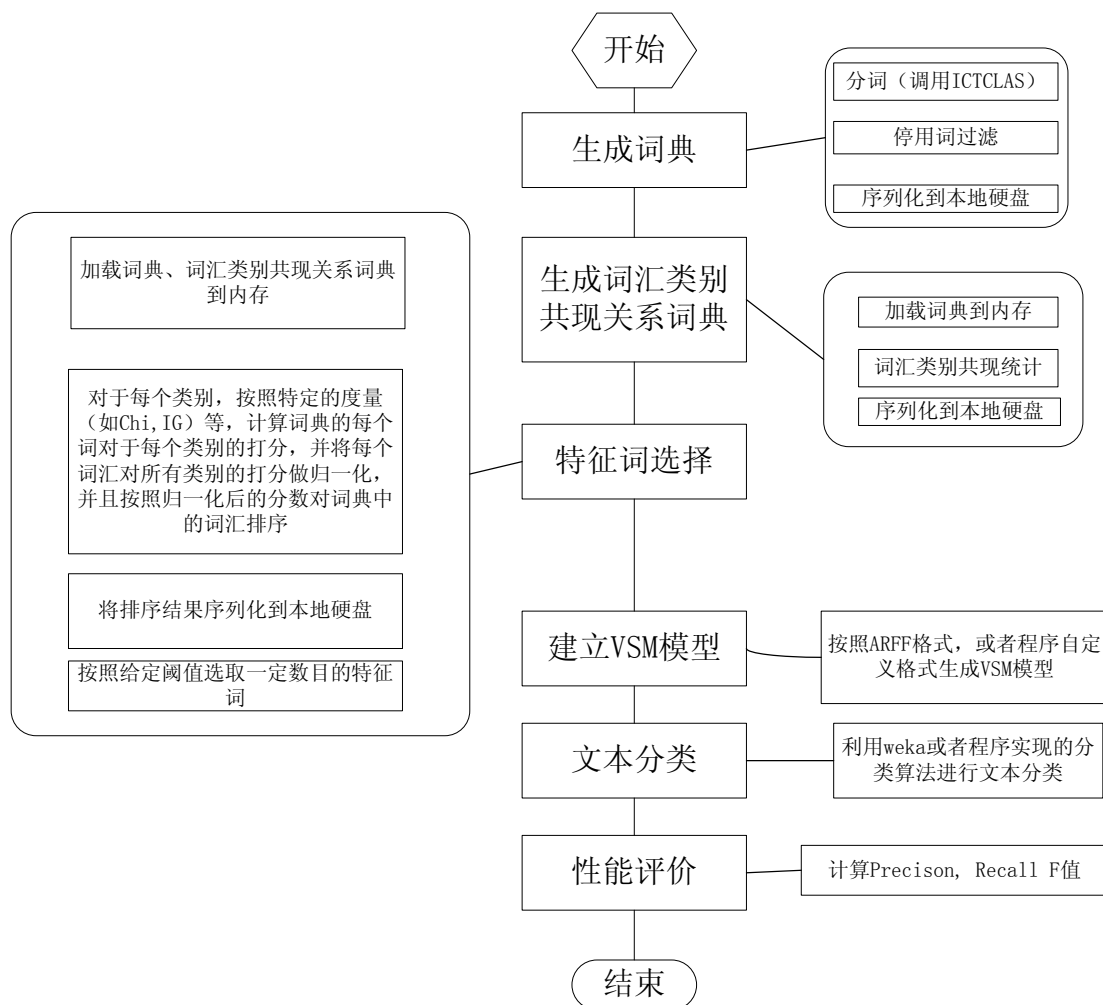 开始
生成词典
分词（调用ICTCLAS）
停用词过滤
序列化到本地硬盘
生成词汇类别
共现关系词典
加载词典到内存
词汇类别共现统计
序列化到本地硬盘
特征词选择
加载词典、词汇类别共现关系词典
到内存
对于每个类别，按照特定的度量
（如Chi,IG）等，计算词典的每个
词对于每个类别的打分，并将每个
词汇对所有类别的打分做归一化，
并且按照归一化后的分数对词典中
的词汇排序
将排序结果序列化到本地硬盘
按照给定阈值选取一定数目的特征
词
建立VSM模型
按照ARFF格式，或者程序自定
义格式生成VSM模型
文本分类
利用weka或者程序实现的分
类算法进行文本分类
性能评价
计算Precison, Recall F值
结束